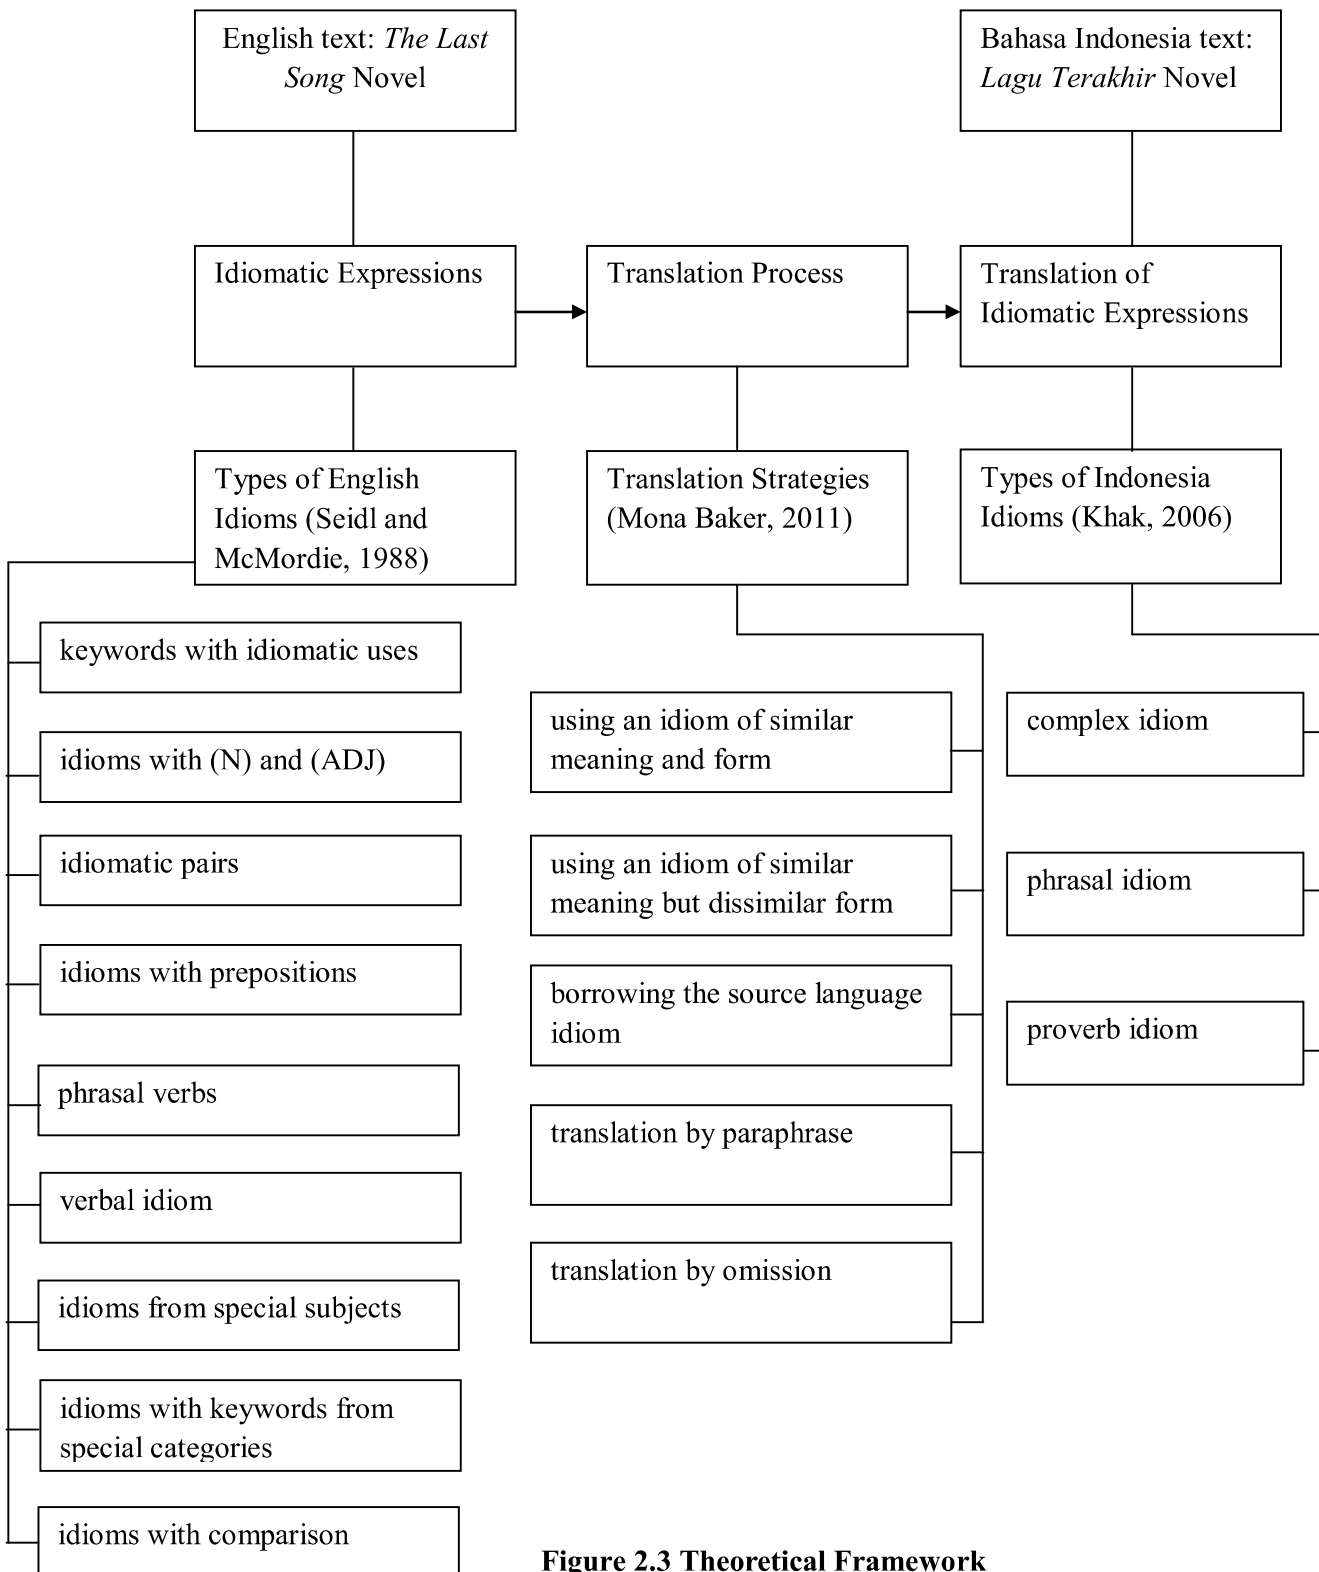 English text: The Last
Song Novel
Bahasa Indonesia text:
Lagu Terakhir Novel
Idiomatic Expressions
Translation Process
Translation of
Idiomatic Expressions
Types of English
Idioms (Seidl and
McMordie, 1988)
Translation Strategies
(Mona Baker, 2011)
Types of Indonesia
Idioms (Khak, 2006)
keywords with idiomatic uses
idioms with (N) and (ADJ)
idiomatic pairs
idioms with prepositions
phrasal verbs
verbal idiom
idioms from special subjects
idioms with keywords from
special categories
idioms with comparison
using an idiom of similar
meaning and form
using an idiom of similar
meaning but dissimilar form
borrowing the source language
idiom
translation by paraphrase
translation by omission
complex idiom
phrasal idiom
proverb idiom
Figure 2.3 Theoretical Framework